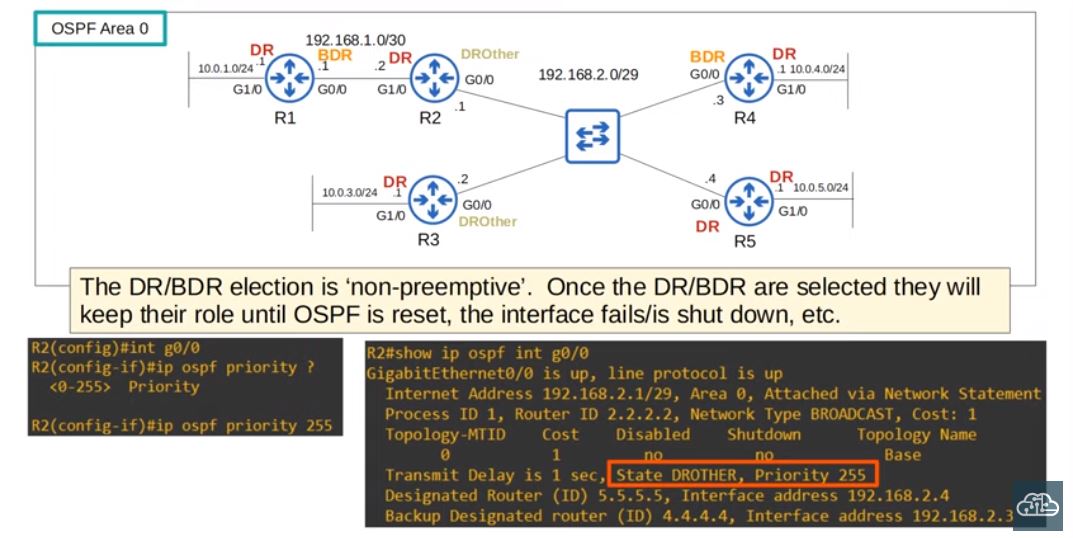 OSPF Area 0
192.168.1.0/30
DR
BDR
DR
DROther
BDR
DR
10.0.1.0/24
.1
.1
.2
G0/0
192.168.2.0/29
G0/0
.1
10.0.4.0/24
G1/0
G0/0
G1/0
.1
.3
G1/0
R1
R2
R4
DR
.2
.4
DR
10.0.3.0/24
.1
.1
10.0.5.0/24
G1/0
G0/0
G0/0
G1/0
DROther
DR
R3
R5
The DR/BDR election is ‘non-preemptive’. Once the DR/BDR are selected they will
keep their role until OSPF is reset, the interface fails/is shut down, etc.
R2(config)#int g0/0
R2(config-if)#ip ospf priority ?
<0-255> Priority
R2(config-if)#ip ospf priority 255
R2#show ip ospf int g0/0
GigabitEthernet0/0 is up, line protocol is up
Internet Address 192.168.2.1/29, Area 0, Attached via Network Statement
Process ID 1, Router ID 2.2.2.2, Network Type BROADCAST, Cost: 1
Topology-MTID Cost Disabled Shutdown Topology Name
0 1 no no Base
Transmit Delay is 1 sec, State DROTHER, Priority 255
Designated Router (ID) 5.5.5.5, Interface address 192.168.2.4
Backup Designated router (ID) 4.4.4.4, Interface address 192.168.2.3